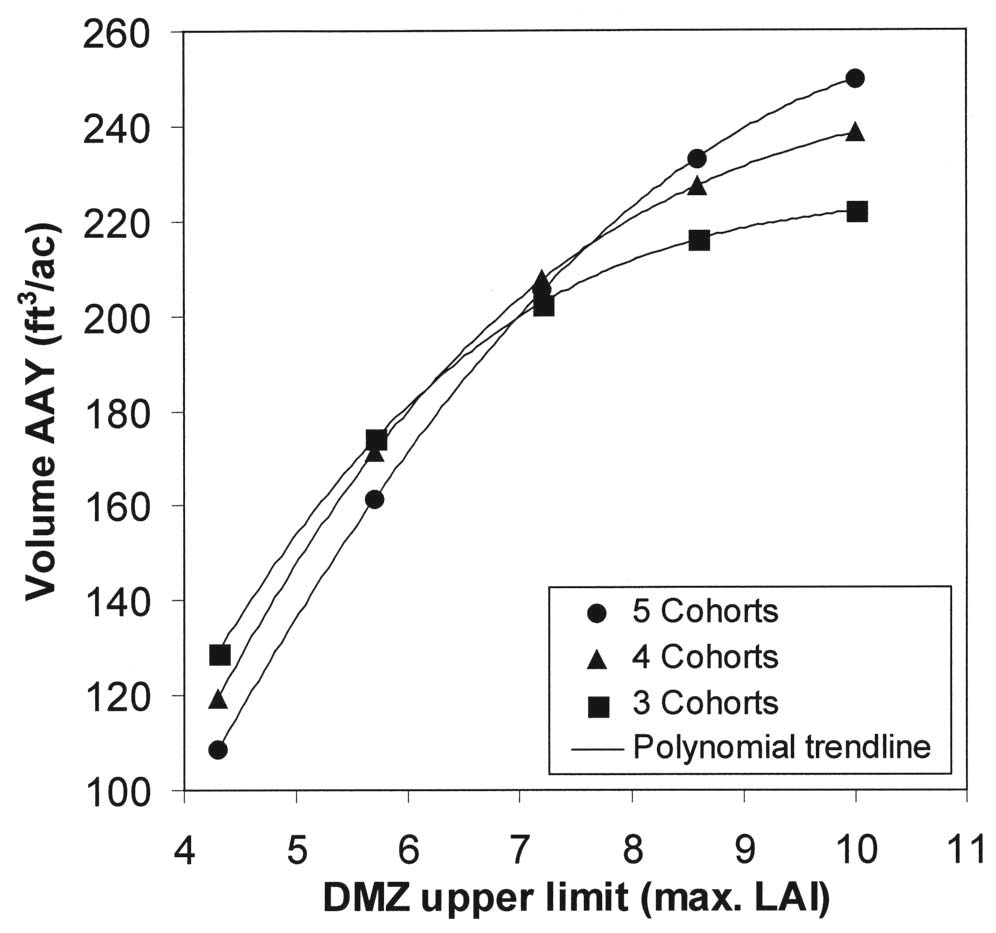 260
240
220
200
180
160
140
120
100
Volume AAY (ft³/ac)
5 Cohorts
4 Cohorts
3 Cohorts
Polynomial trendline
4 5 6 7 8 9 10 11
DMZ upper limit (max. LAI)